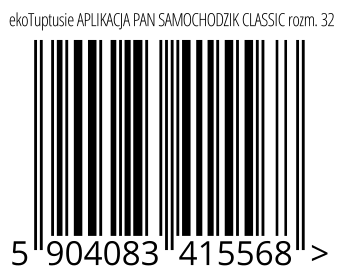 ekoTuptusie APLIKACJA PAN SAMOCHODZIK CLASSIC rozm. 32
5 904083 415568 >